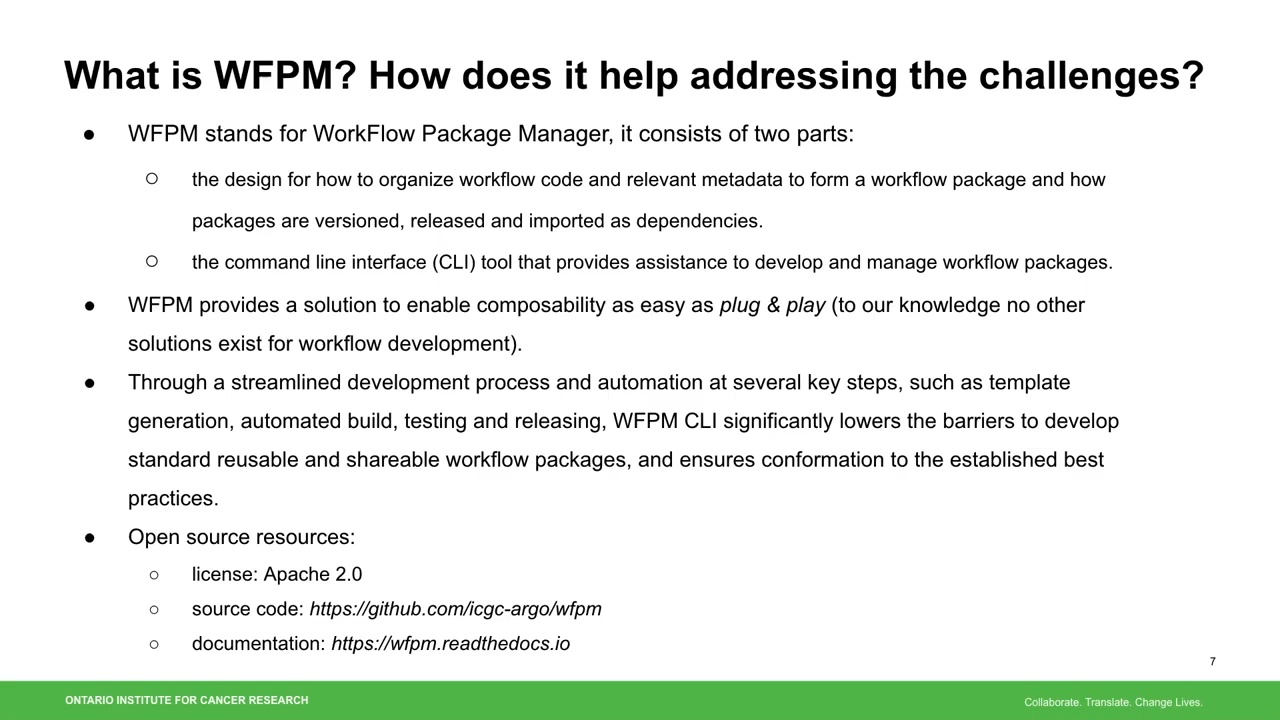 What is WFPM? How does it help addressing the challenges?
● WFPM stands for WorkFlow Package Manager, it consists of two parts:
○ the design for how to organize workflow code and relevant metadata to form a workflow package and how
packages are versioned, released and imported as dependencies.
○ the command line interface (CLI) tool that provides assistance to develop and manage workflow packages.
● WFPM provides a solution to enable composability as easy as plug & play (to our knowledge no other
solutions exist for workflow development).
● Through a streamlined development process and automation at several key steps, such as template
generation, automated build, testing and releasing, WFPM CLI significantly lowers the barriers to develop
standard reusable and shareable workflow packages, and ensures conformation to the established best
practices.
● Open source resources:
○ license: Apache 2.0
○ source code: https://github.com/icgc-argo/wfpm
○ documentation: https://wfpm.readthedocs.io
7
ONTARIO INSTITUTE FOR CANCER RESEARCH
Collaborate. Translate. Change Lives.